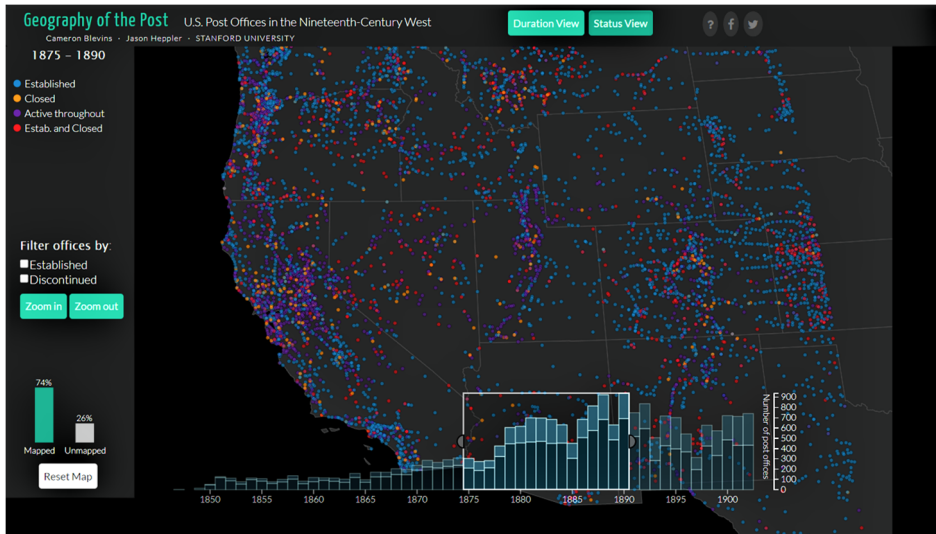 Geography of the Post
U.S. Post Offices in the Nineteenth-Century West
Duration View
Status View
?
Cameron Blevins · Jason Heppler · STANFORD UNIVERSITY
1875 – 1890
Established
Closed
Active throughout
Estab. and Closed
Filter offices by:
Established
Discontinued
Zoom in
Zoom out
74%
26%
Mapped
Unmapped
Reset Map
Number of post offices
900
800
700
600
500
400
300
200
100
0
1850
1855
1860
1865
1870
1875
1880
1885
1890
1895
1900